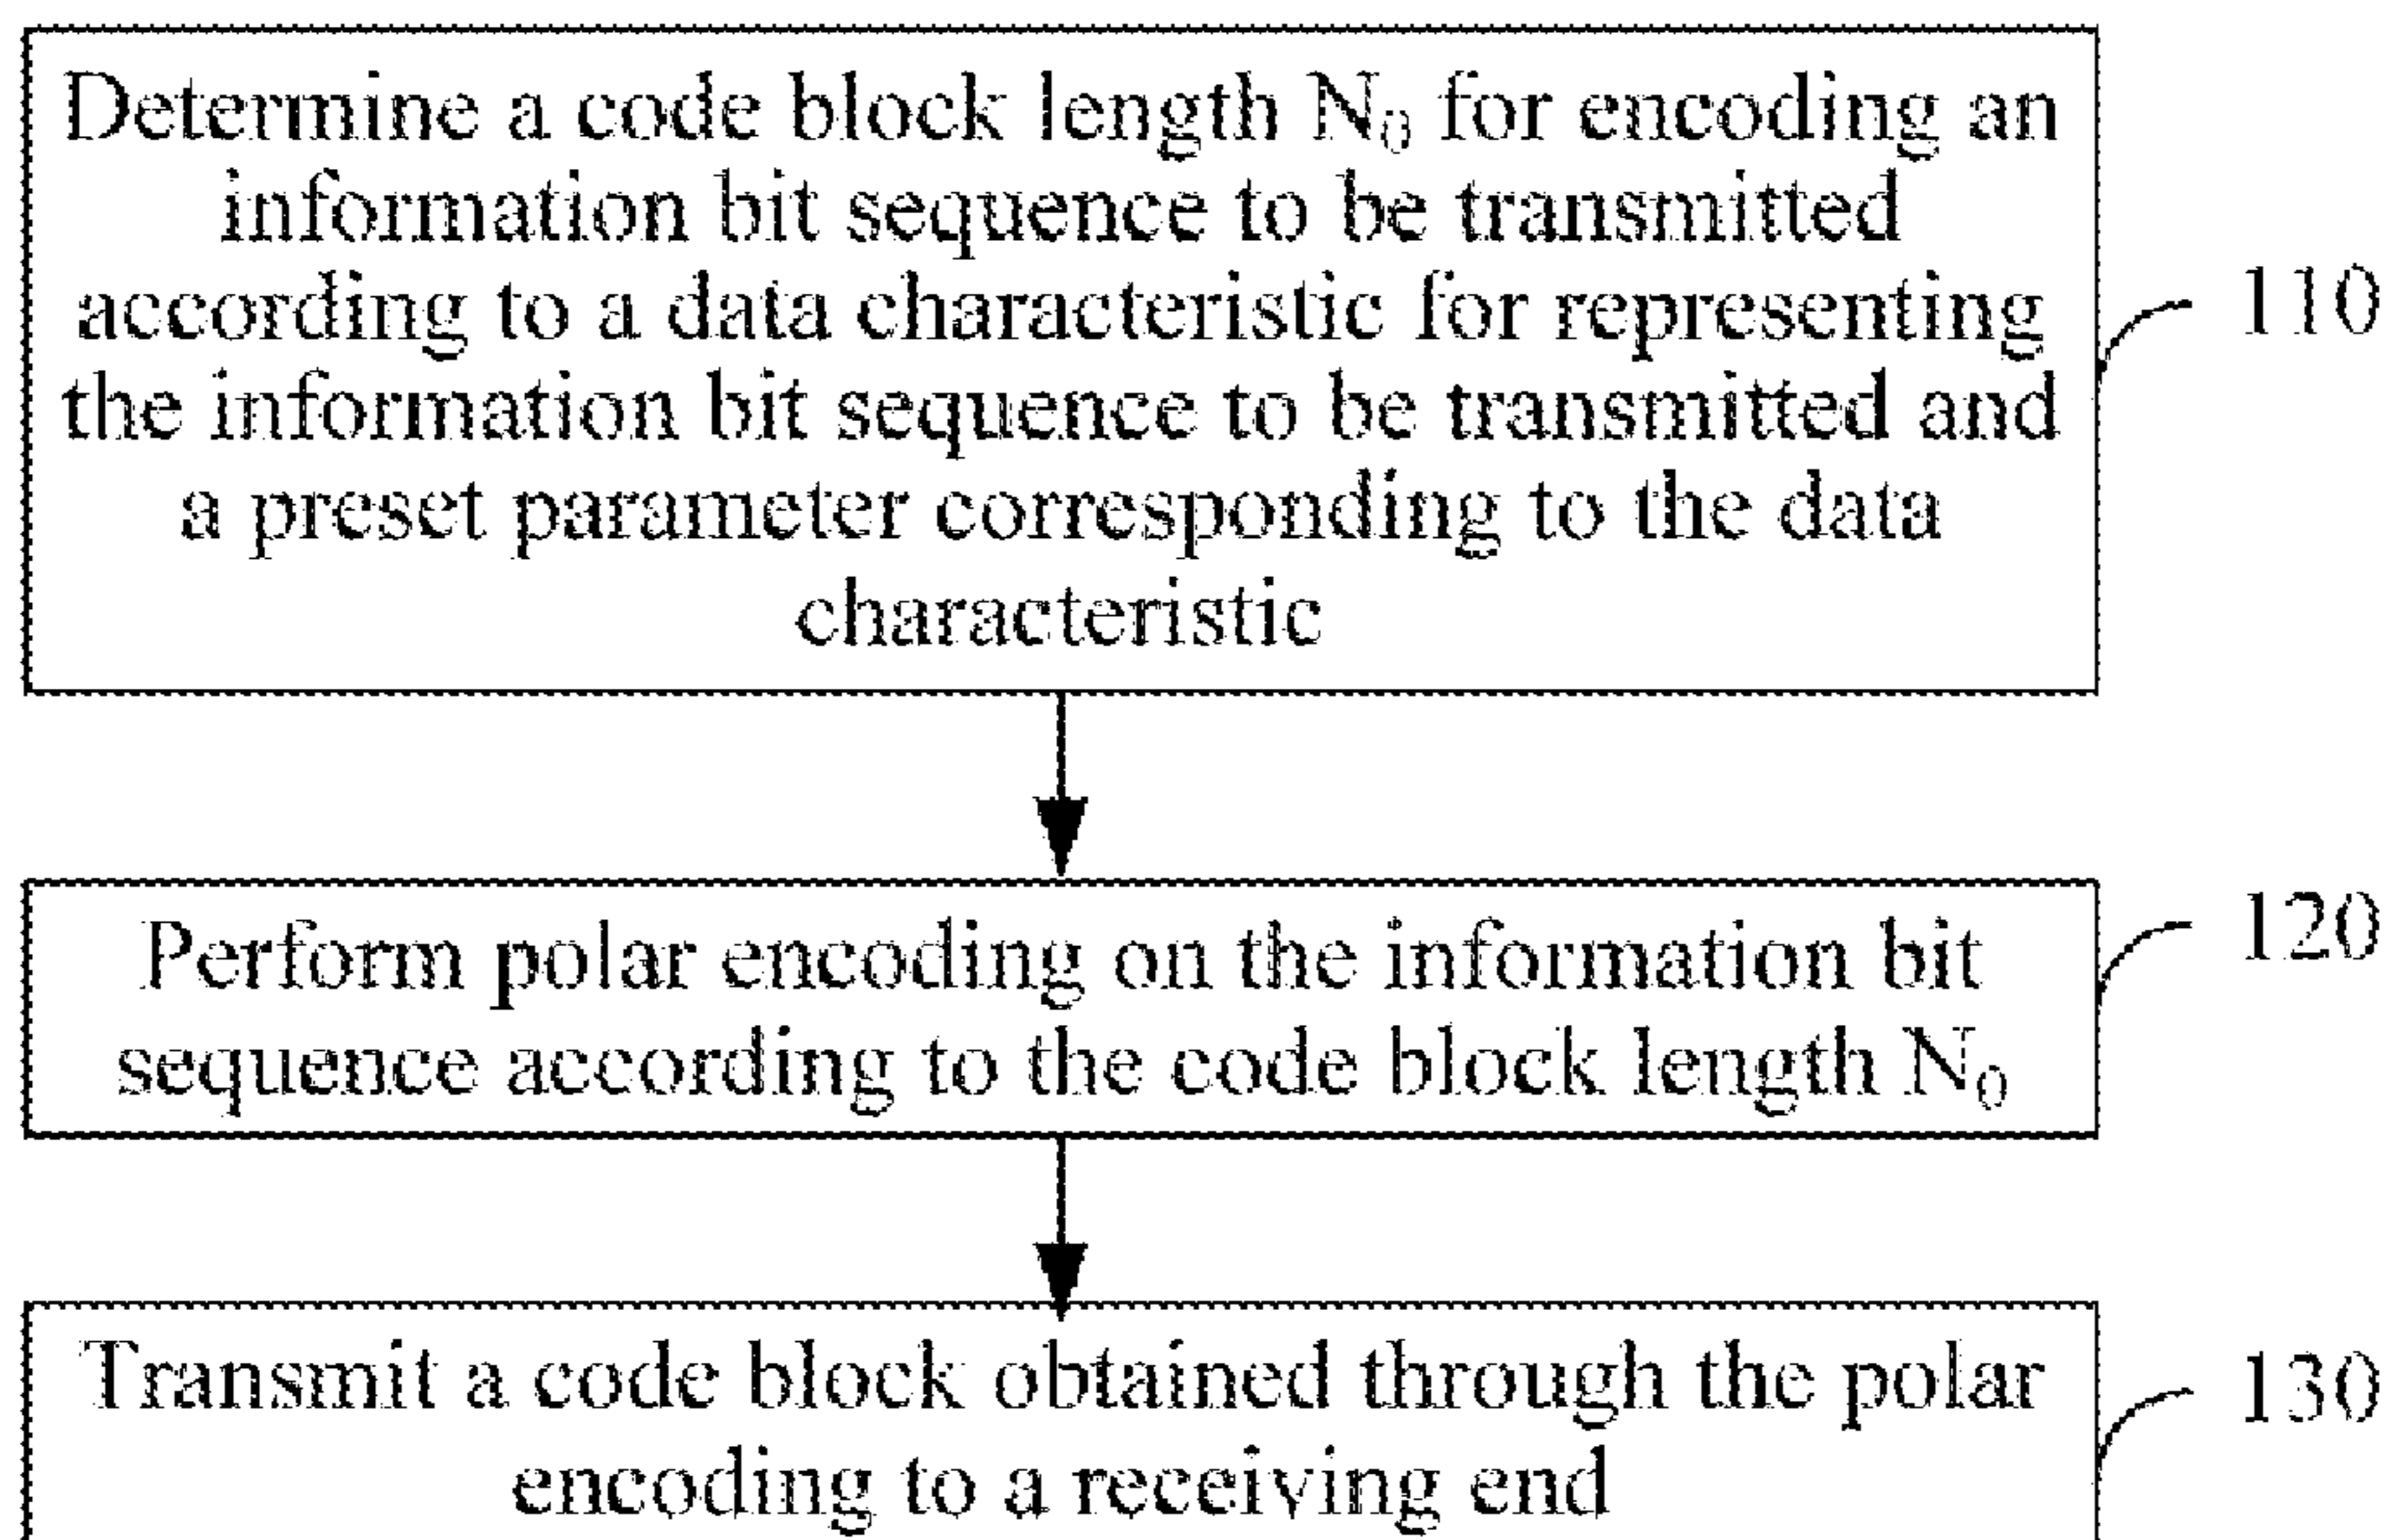 Determine a code block length N₀ for encoding an
information bit sequence to be transmitted
according to a data characteristic for representing
the information bit sequence to be transmitted and
a preset parameter corresponding to the data
characteristic
110
Perform polar encoding on the information bit
sequence according to the code block length N₀
120
Transmit a code block obtained through the polar
encoding to a receiving end
130